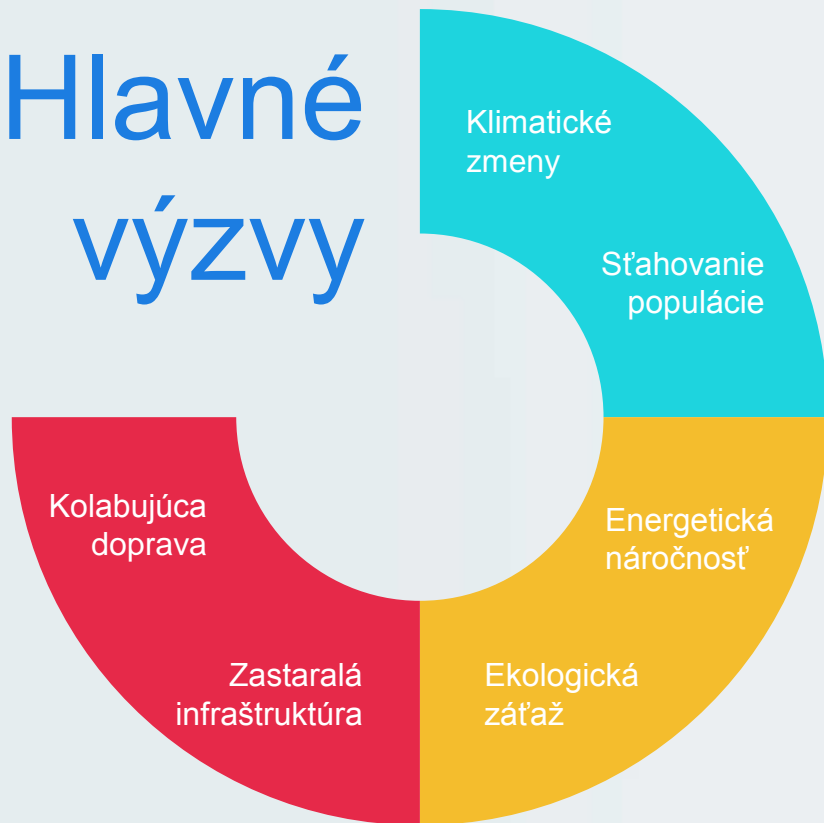 Hlavné
výzvy
Klimatické
zmeny
Sťahovanie
populácie
Energetická
náročnosť
Ekologická
záťaž
Zastaralá
infraštruktúra
Kolabujúca
doprava